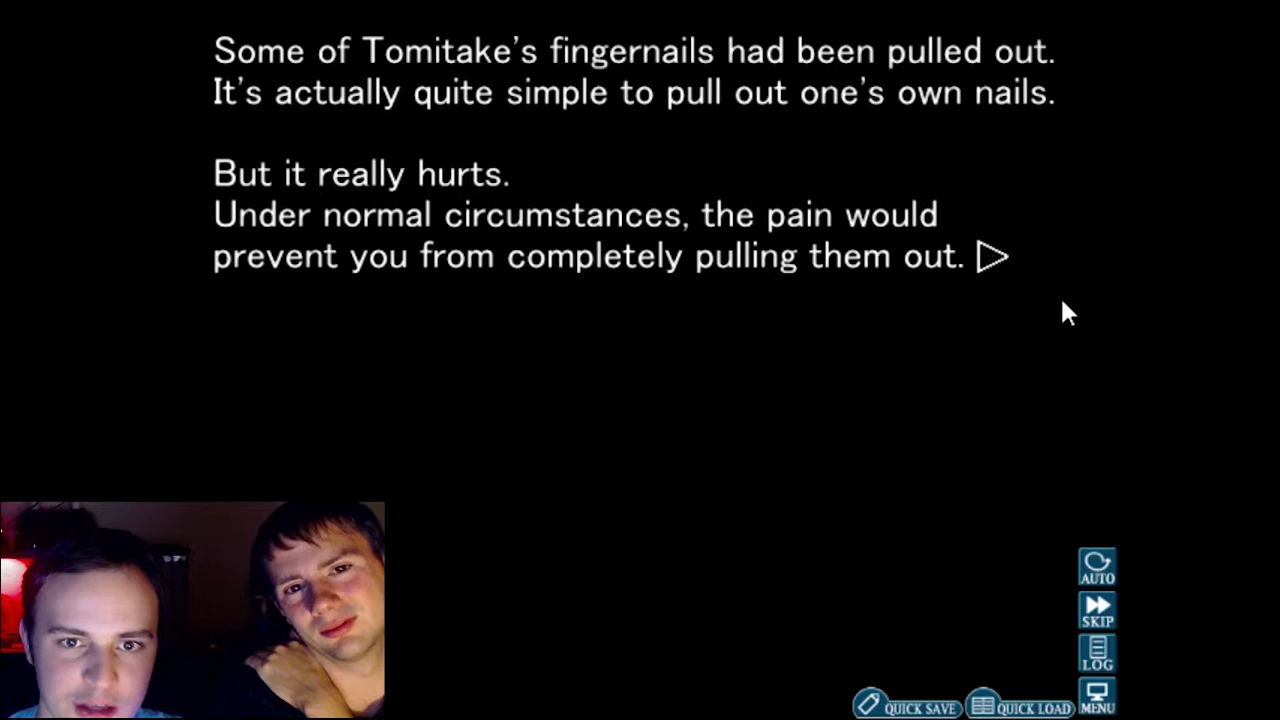 Some of Tomitake's fingernails had been pulled out.
It's actually quite simple to pull out one's own nails.
But it really hurts.
Under normal circumstances, the pain would
prevent you from completely pulling them out.
AUTO
SKIP
LOG
MENU
QUICK SAVE
QUICK LOAD